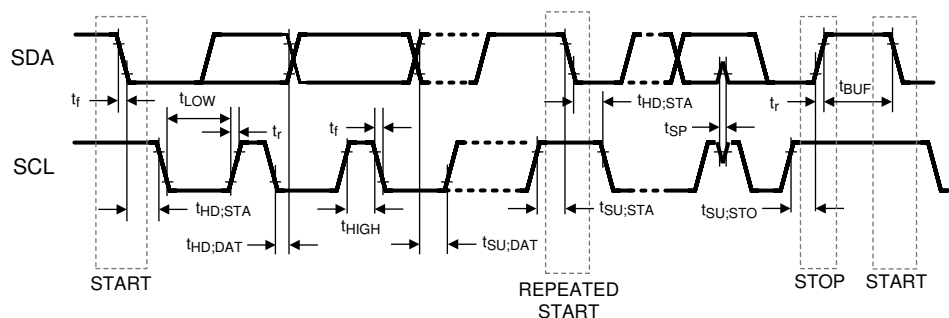 SDA
t_f
t_LOW
t_r
t_f
t_HD;STA
t_SP
t_r
t_BUF
SCL
t_HD;STA
t_HD;DAT
t_HIGH
t_SU;DAT
t_SU;STA
t_SU;STO
START
REPEATED
START
STOP
START